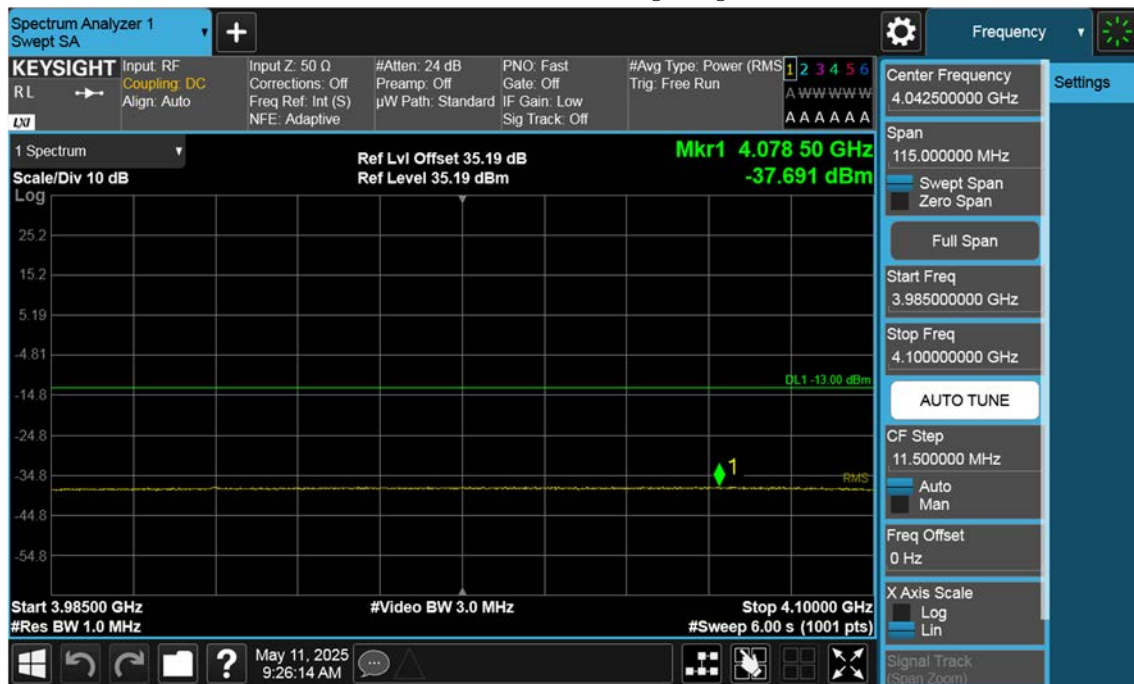 Spectrum Analyzer 1
Swept SA
Frequency
KEYSIGHT
RL
LXI
Input: RF
Coupling: DC
Align: Auto
Input Z: 50 Ω
Corrections: Off
Freq Ref: Int (S)
NFE: Adaptive
#Atten: 24 dB
Preamp: Off
µW Path: Standard
PNO: Fast
Gate: Off
IF Gain: Low
Sig Track: Off
#Avg Type: Power (RMS
Trig: Free Run
1 2 3 4 5 6
A W W W W W
A A A A A A
1 Spectrum
Scale/Div 10 dB
Ref Lvl Offset 35.19 dB
Ref Level 35.19 dBm
Mkr1 4.078 50 GHz
-37.691 dBm
Log
25.2
15.2
5.19
-4.81
-14.8
-24.8
-34.8
-44.8
-54.8
DL1 -13.00 dBm
1
RMS
Start 3.98500 GHz
#Res BW 1.0 MHz
#Video BW 3.0 MHz
Stop 4.10000 GHz
#Sweep 6.00 s (1001 pts)
?
May 11, 2025
9:26:14 AM
Center Frequency
4.042500000 GHz
Settings
Span
115.000000 MHz
Swept Span
Zero Span
Full Span
Start Freq
3.985000000 GHz
Stop Freq
4.100000000 GHz
AUTO TUNE
CF Step
11.500000 MHz
Auto
Man
Freq Offset
0 Hz
X Axis Scale
Log
Lin
Signal Track
(Span Zoom)